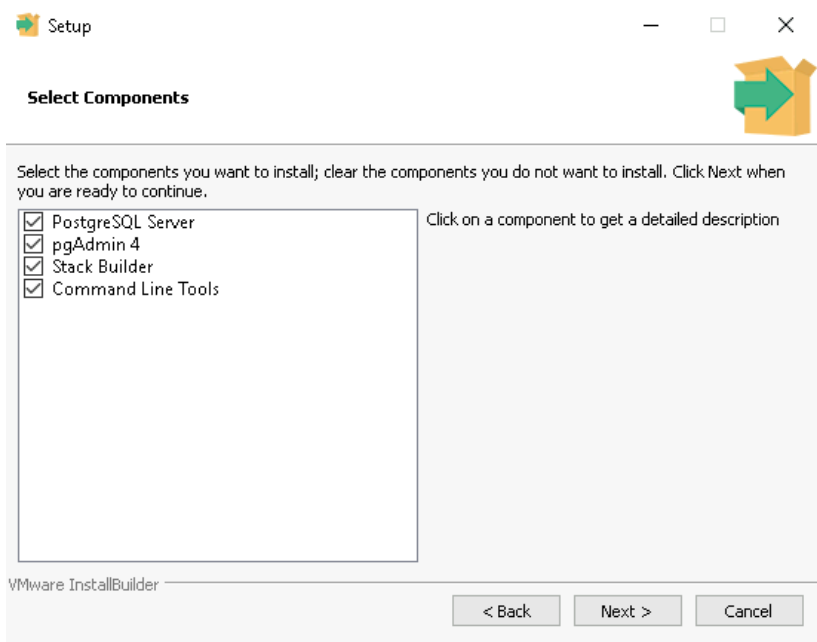 Setup
Select Components
Select the components you want to install; clear the components you do not want to install. Click Next when
you are ready to continue.
PostgreSQL Server
Click on a component to get a detailed description
pgAdmin 4
Stack Builder
Command Line Tools
VMware InstallBuilder
< Back
Next >
Cancel